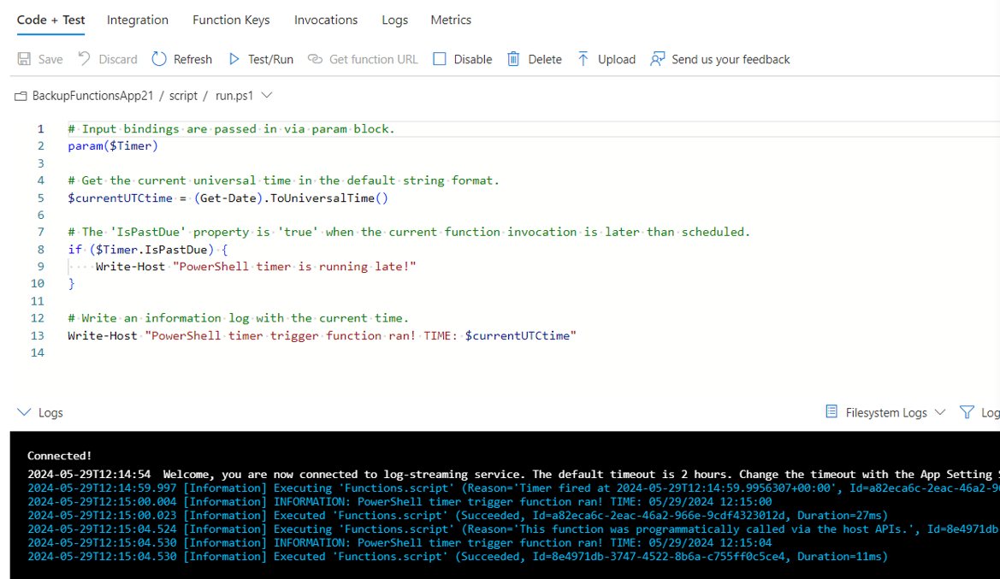 Code + Test Integration Function Keys Invocations Logs Metrics
Save Discard Refresh Test/Run Get function URL Disable Delete Upload Send us your feedback
BackupFunctionsApp21 / script / run.ps1
1 # Input bindings are passed in via param block.
2 param($Timer)
3
4 # Get the current universal time in the default string format.
5 $currentUTCtime = (Get-Date).ToUniversalTime()
6
7 # The 'IsPastDue' property is 'true' when the current function invocation is later than scheduled.
8 if ($Timer.IsPastDue) {
9 ····Write-Host "PowerShell timer is running late!"
10 }
11
12 # Write an information log with the current time.
13 Write-Host "PowerShell timer trigger function ran! TIME: $currentUTCtime"
14
Logs Filesystem Logs Log
Connected!
2024-05-29T12:14:54 Welcome, you are now connected to log-streaming service. The default timeout is 2 hours. Change the timeout with the App Setting
2024-05-29T12:14:59.997 [Information] Executing 'Functions.script' (Reason='Timer fired at 2024-05-29T12:14:59.9956307+00:00', Id=a82eca6c-2eac-46a2-9
2024-05-29T12:15:00.004 [Information] INFORMATION: PowerShell timer trigger function ran! TIME: 05/29/2024 12:15:00
2024-05-29T12:15:00.023 [Information] Executed 'Functions.script' (Succeeded, Id=a82eca6c-2eac-46a2-966e-9cdf4323012d, Duration=27ms)
2024-05-29T12:15:04.524 [Information] Executing 'Functions.script' (Reason='This function was programmatically called via the host APIs.', Id=8e4971db
2024-05-29T12:15:04.530 [Information] INFORMATION: PowerShell timer trigger function ran! TIME: 05/29/2024 12:15:04
2024-05-29T12:15:04.530 [Information] Executed 'Functions.script' (Succeeded, Id=8e4971db-3747-4522-8b6a-c755ff0c5ce4, Duration=11ms)